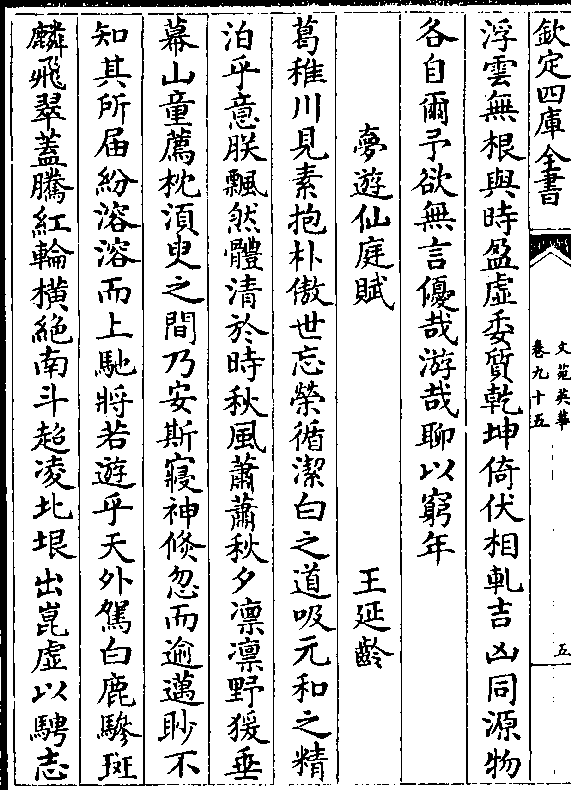 欽定四庫全書
文苑英華
卷九十五
五
浮雲無根與時盈虛委質乾坤倚伏相軋吉凶同源物
各自爾予欲無言優哉游哉聊以窮年
夢遊仙庭賦 王延齡
葛稚川見素抱朴傲世忘榮循潔白之道吸元和之精
泊乎意朕飄然體清於時秋風蕭蕭秋夕凛凛野猨垂
幕山童薦枕湏臾之間乃安斯寢神倐忽而逾邁眇不
知其所届紛溶溶而上馳將若遊乎天外駕白鹿驂斑
麟飛翠蓋騰紅輪橫絶南斗超凌北垠出崑虛以騁志